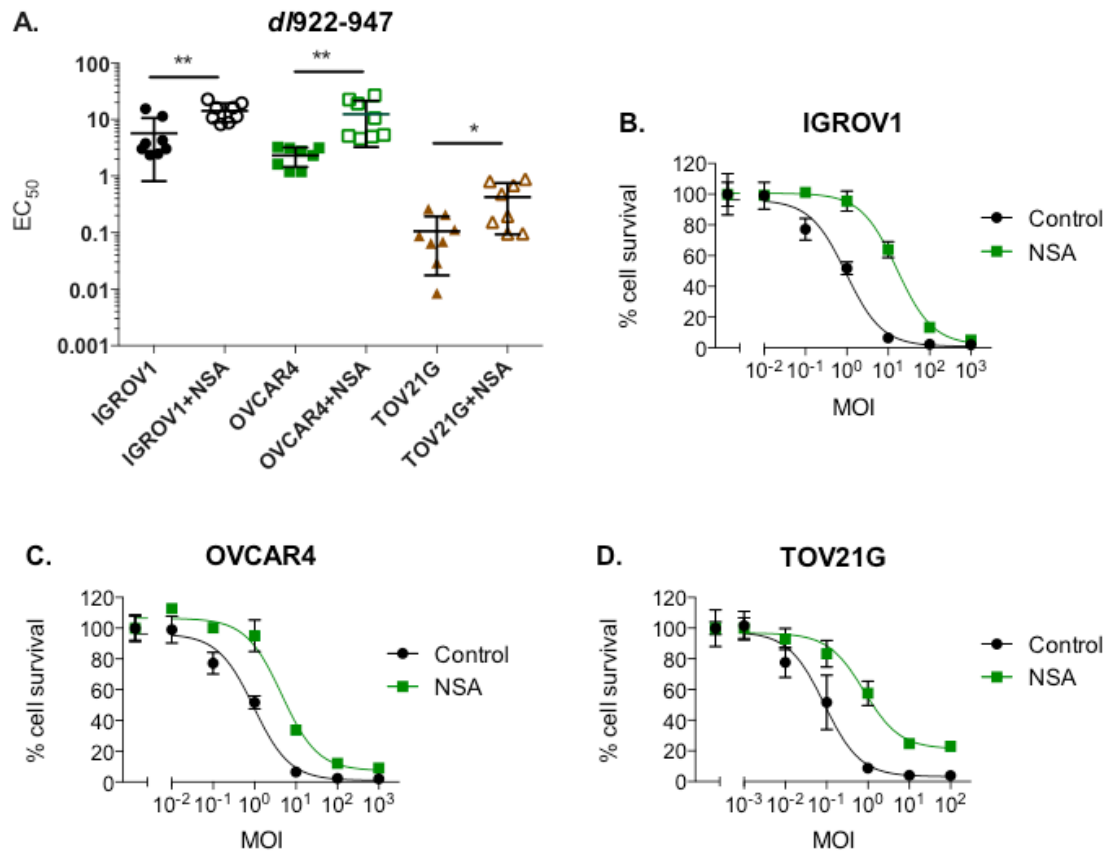 A.
dl922-947
EC50
100
10
1
0.1
0.01
0.001
** ** *
IGROV1
IGROV1+NSA
OVCAR4
OVCAR4+NSA
TOV21G
TOV21G+NSA
B.
IGROV1
% cell survival
120
100
80
60
40
20
0
10-2 10-1 100 101 102 103
MOI
Control
NSA
C.
OVCAR4
% cell survival
120
100
80
60
40
20
0
10-2 10-1 100 101 102 103
MOI
Control
NSA
D.
TOV21G
% cell survival
120
100
80
60
40
20
0
10-3 10-2 10-1 100 101 102
MOI
Control
NSA